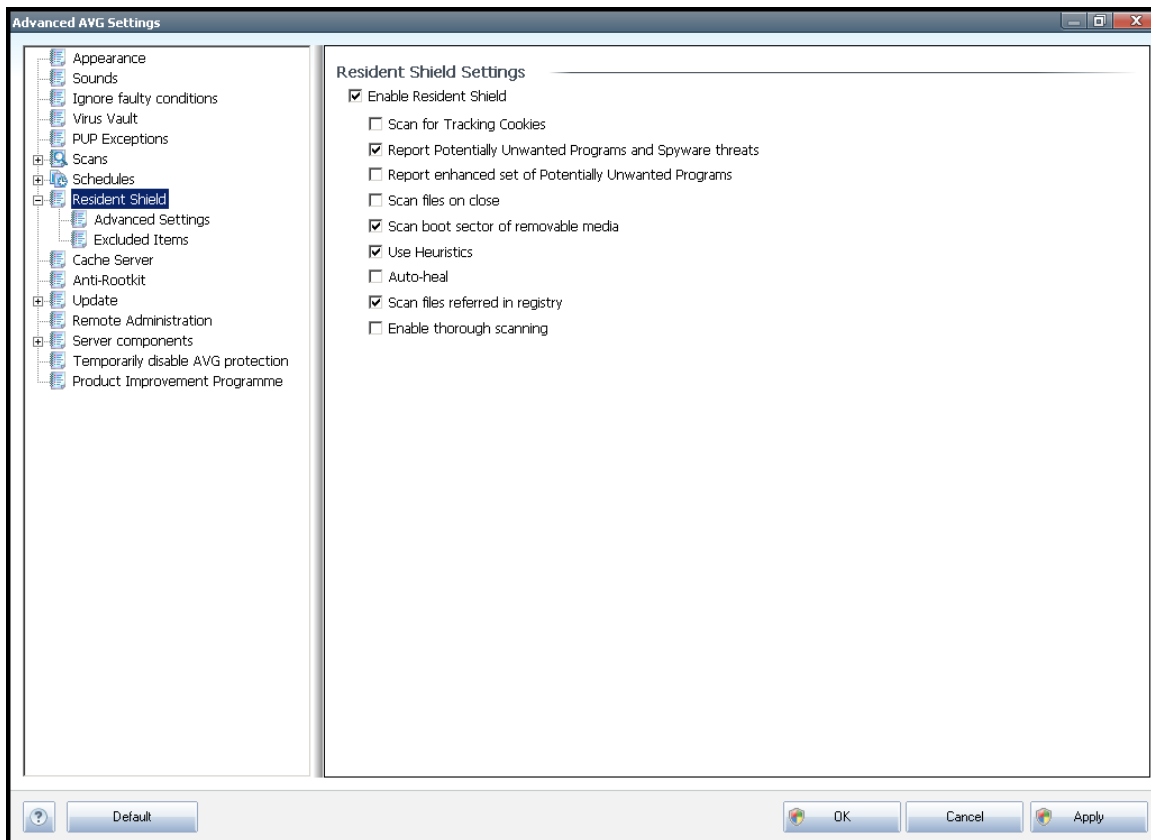 Advanced AVG Settings
Appearance
Sounds
Ignore faulty conditions
Virus Vault
PUP Exceptions
Scans
Schedules
Resident Shield
Advanced Settings
Excluded Items
Cache Server
Anti-Rootkit
Update
Remote Administration
Server components
Temporarily disable AVG protection
Product Improvement Programme
Resident Shield Settings
Enable Resident Shield
Scan for Tracking Cookies
Report Potentially Unwanted Programs and Spyware threats
Report enhanced set of Potentially Unwanted Programs
Scan files on close
Scan boot sector of removable media
Use Heuristics
Auto-heal
Scan files referred in registry
Enable thorough scanning
? Default OK Cancel Apply